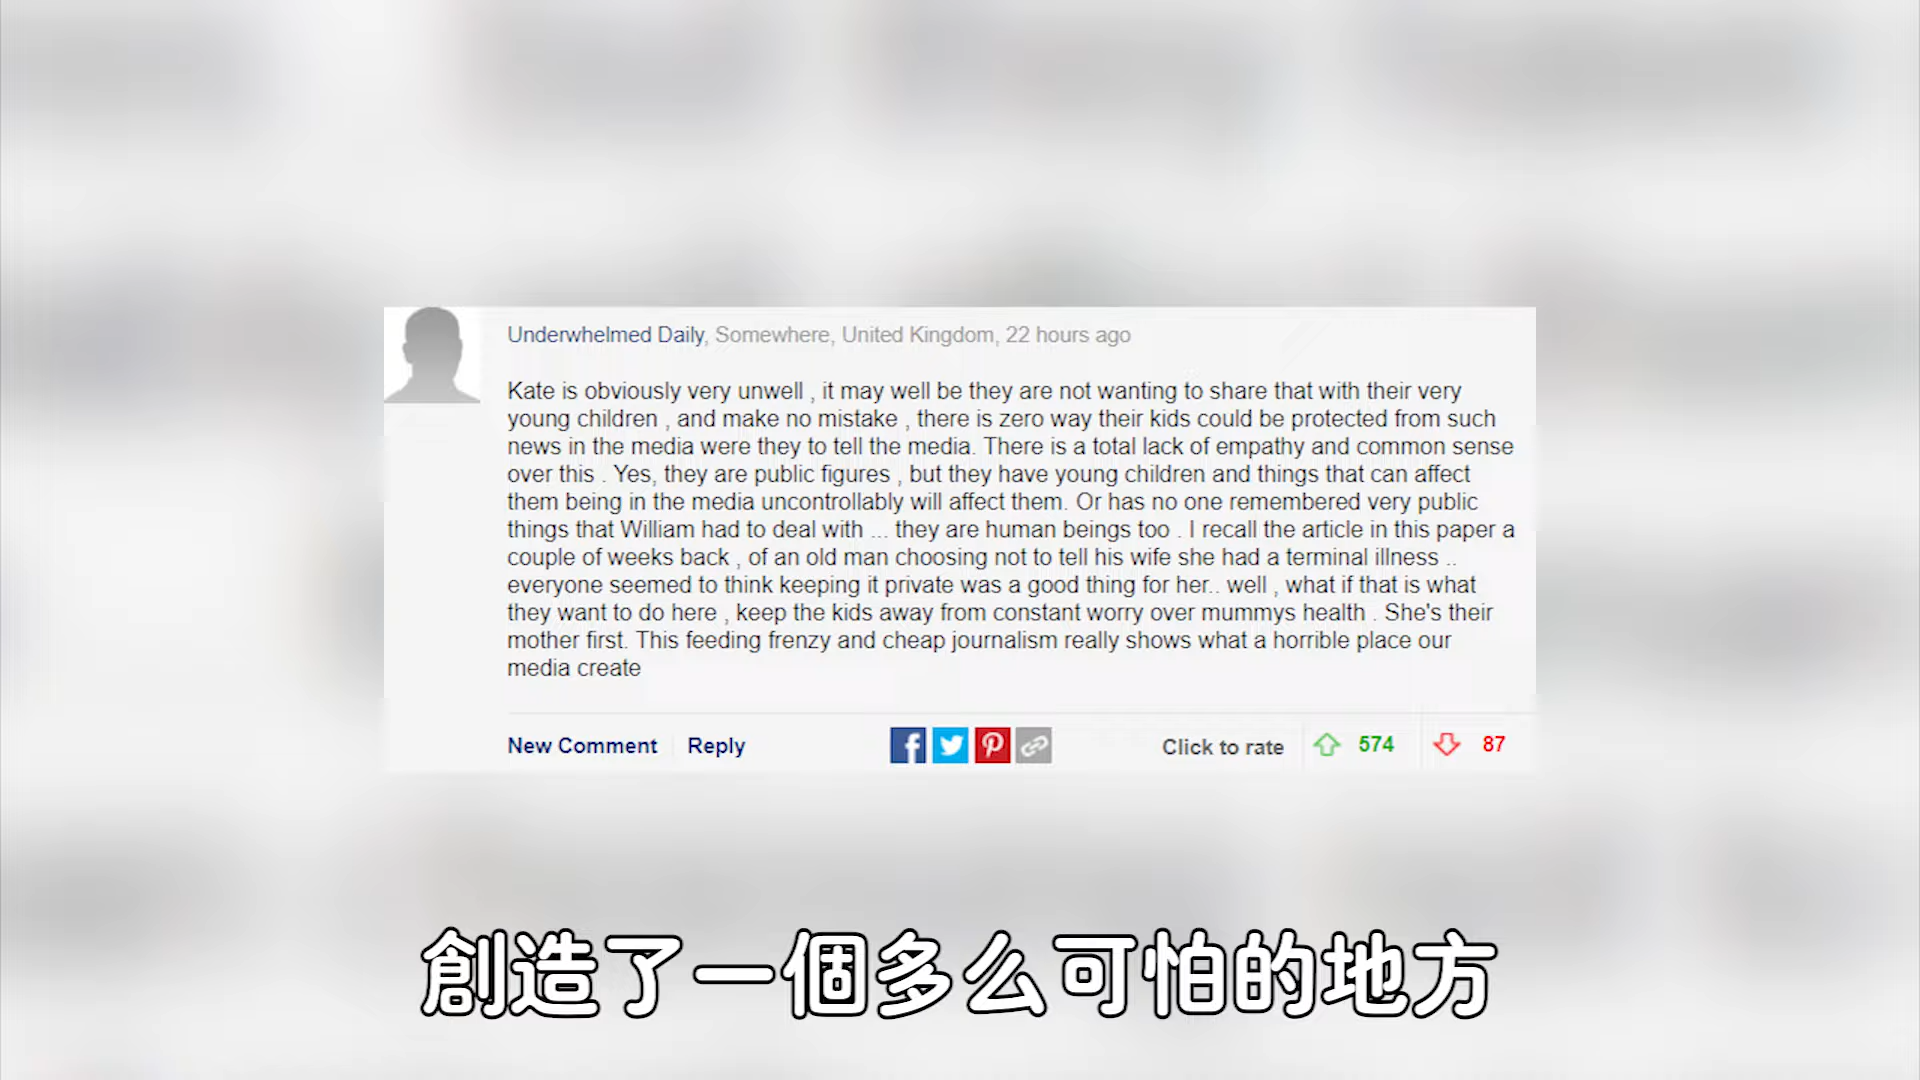 Underwhelmed Daily, Somewhere, United Kingdom, 22 hours ago
Kate is obviously very unwell , it may well be they are not wanting to share that with their very
young children , and make no mistake , there is zero way their kids could be protected from such
news in the media were they to tell the media. There is a total lack of empathy and common sense
over this . Yes, they are public figures , but they have young children and things that can affect
them being in the media uncontrollably will affect them. Or has no one remembered very public
things that William had to deal with ... they are human beings too . I recall the article in this paper a
couple of weeks back , of an old man choosing not to tell his wife she had a terminal illness ..
everyone seemed to think keeping it private was a good thing for her.. well , what if that is what
they want to do here , keep the kids away from constant worry over mummys health . She's their
mother first. This feeding frenzy and cheap journalism really shows what a horrible place our
media create
New Comment Reply Click to rate 574 87
創造了一個多么可怕的地方